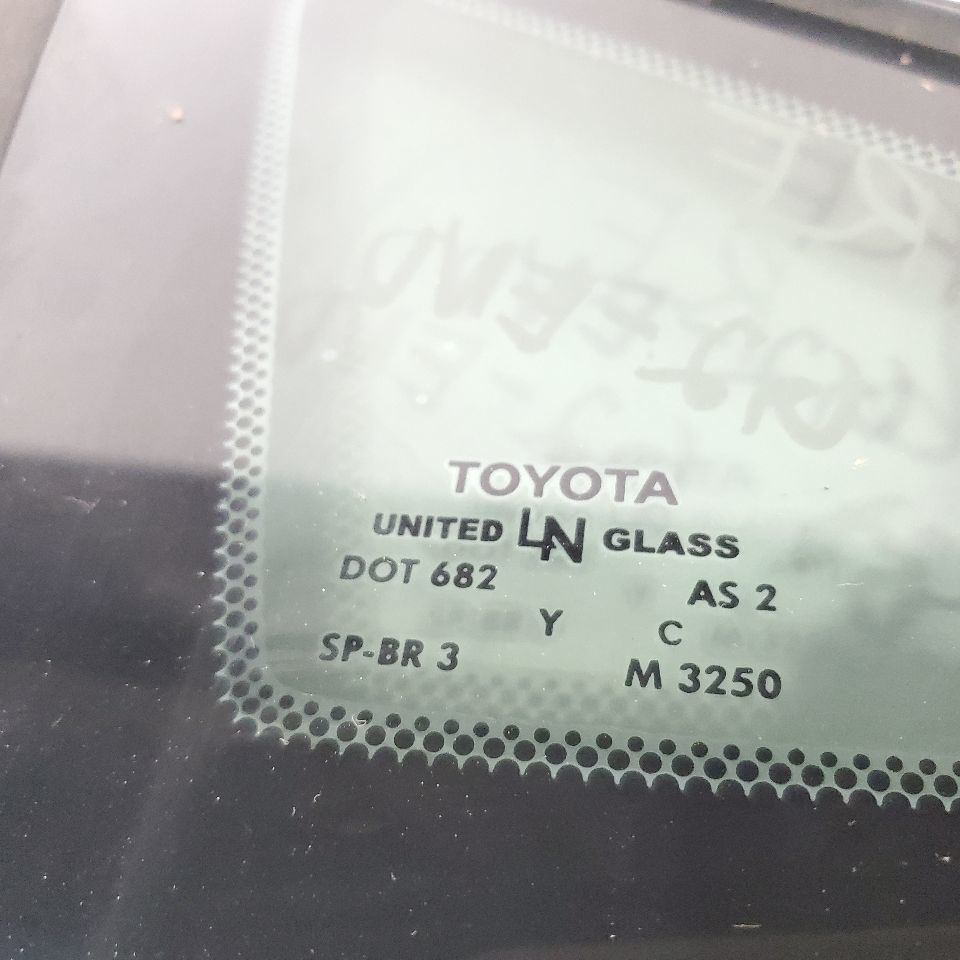 TOYOTA
UNITED LN GLASS
DOT 682 AS 2
Y C
SP-BR 3 M 3250